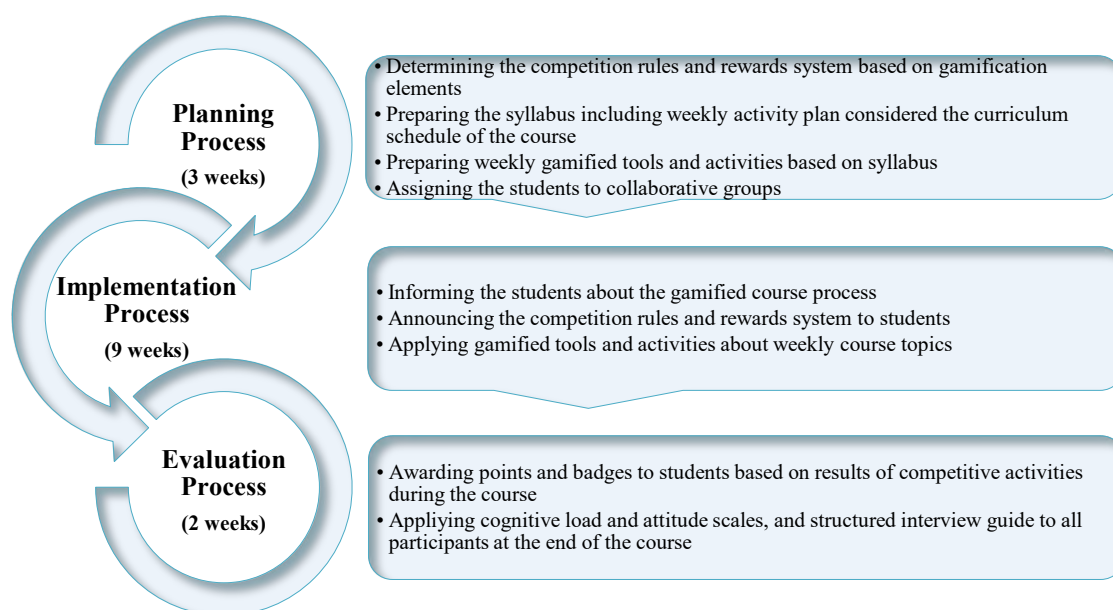 Planning
Process
(3 weeks)
• Determining the competition rules and rewards system based on gamification
elements
• Preparing the syllabus including weekly activity plan considered the curriculum
schedule of the course
• Preparing weekly gamified tools and activities based on syllabus
• Assigning the students to collaborative groups
Implementation
Process
(9 weeks)
• Informing the students about the gamified course process
• Announcing the competition rules and rewards system to students
• Applying gamified tools and activities about weekly course topics
Evaluation
Process
(2 weeks)
• Awarding points and badges to students based on results of competitive activities
during the course
• Applying cognitive load and attitude scales, and structured interview guide to all
participants at the end of the course